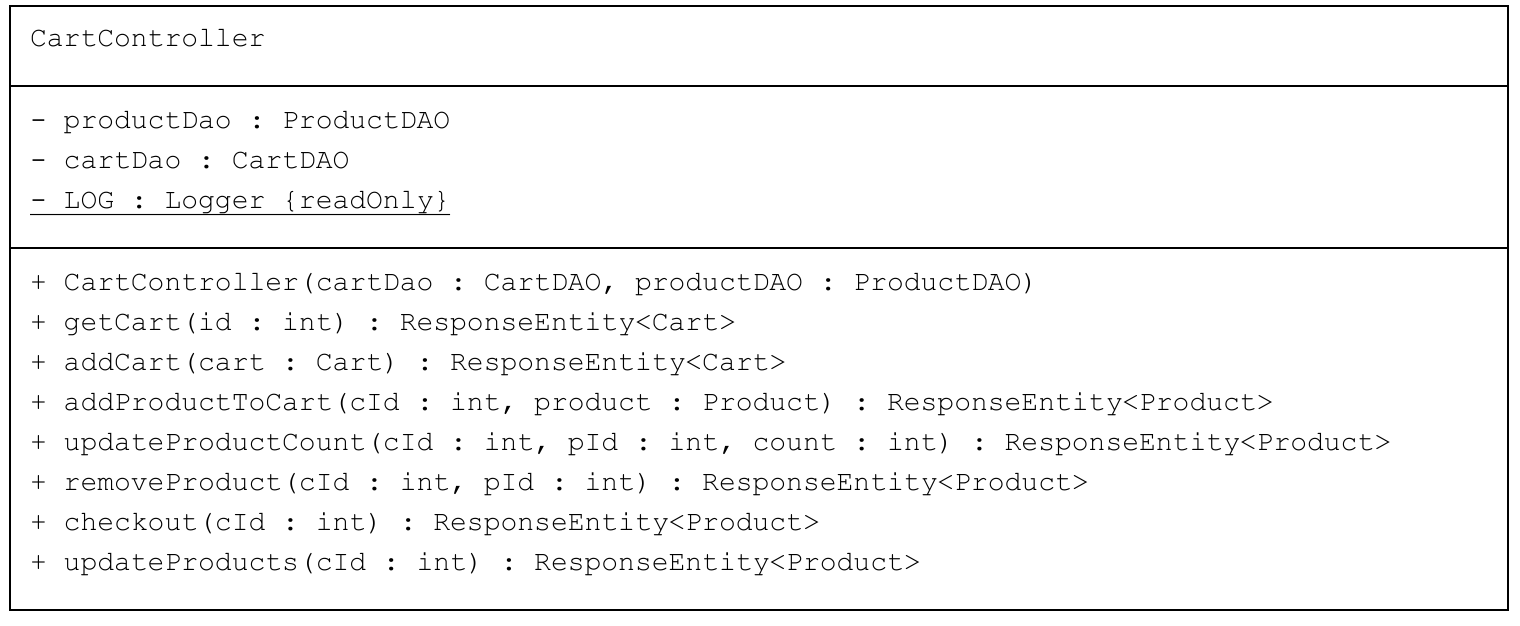 CartController
- productDao : ProductDAO
- cartDao : CartDAO
- LOG : Logger {readOnly}
+ CartController(cartDao : CartDAO, productDAO : ProductDAO)
+ getCart(id : int) : ResponseEntity<Cart>
+ addCart(cart : Cart) : ResponseEntity<Cart>
+ addProductToCart(cId : int, product : Product) : ResponseEntity<Product>
+ updateProductCount(cId : int, pId : int, count : int) : ResponseEntity<Product>
+ removeProduct(cId : int, pId : int) : ResponseEntity<Product>
+ checkout(cId : int) : ResponseEntity<Product>
+ updateProducts(cId : int) : ResponseEntity<Product>